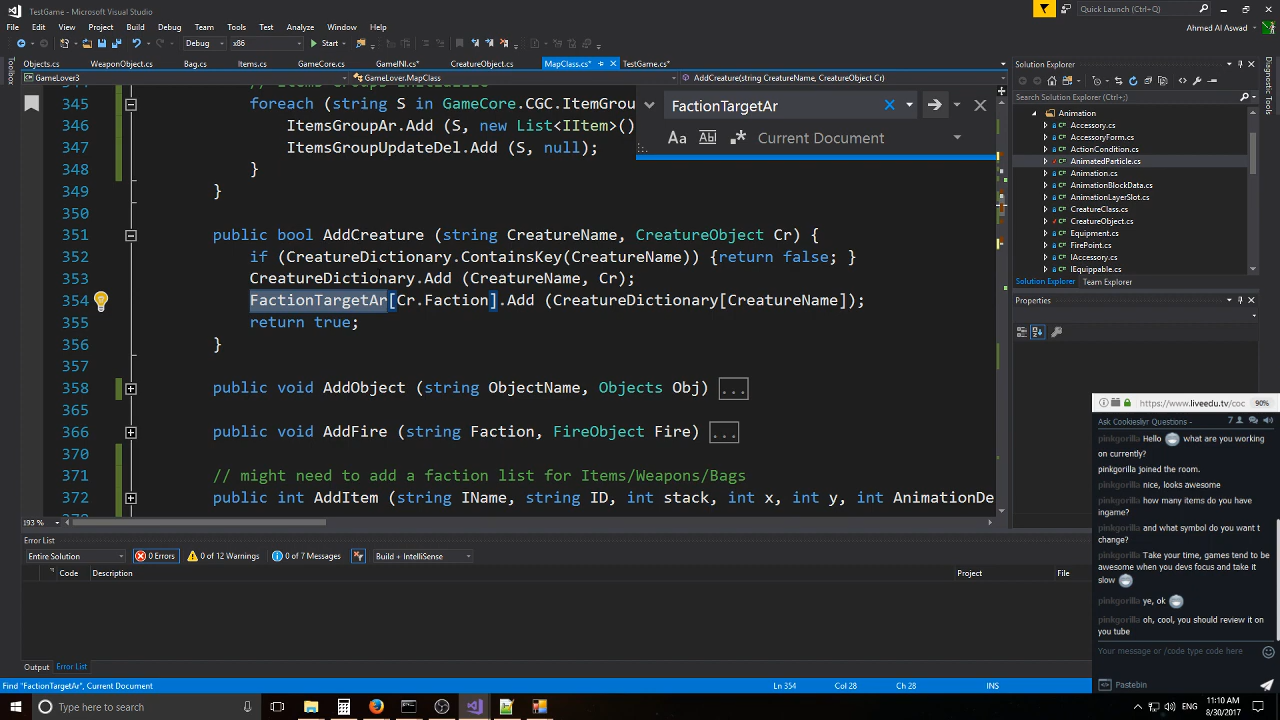 TestGame - Microsoft Visual Studio
Quick Launch (Ctrl+Q)
File Edit View Project Build Debug Team Tools Test Analyze Window Help
Ahmed Al Aswad
Debug x86 Start
Objects.cs WeaponObject.cs Bag.cs Items.cs GameCore.cs GameNI.cs* CreatureObject.cs MapClass.cs* TestGame.cs*
GameLover3 GameLover.MapClass AddCreature(string CreatureName, CreatureObject Cr)
Toolbox
345 foreach (string S in GameCore.CGC.ItemGrou
346 ItemsGroupAr.Add (S, new List<IItem>()
347 ItemsGroupUpdateDel.Add (S, null);
348 }
349 }
350
351 public bool AddCreature (string CreatureName, CreatureObject Cr) {
352 if (CreatureDictionary.ContainsKey(CreatureName)) {return false; }
353 CreatureDictionary.Add (CreatureName, Cr);
354 FactionTargetAr[Cr.Faction].Add (CreatureDictionary[CreatureName]);
355 return true;
356 }
357
358 public void AddObject (string ObjectName, Objects Obj) ...
365
366 public void AddFire (string Faction, FireObject Fire) ...
370
371 // might need to add a faction list for Items/Weapons/Bags
372 public int AddItem (string IName, string ID, int stack, int x, int y, int AnimationDe
FactionTargetAr
Aa Current Document
193 %
Error List
Entire Solution 0 Errors 0 of 12 Warnings 0 of 7 Messages Build + IntelliSense
Code Description Project File
Output Error List
Find "FactionTargetAr", Current Document Ln 354 Col 28 Ch 28 INS
Solution Explorer
Search Solution Explorer (Ctrl+;)
Animation
Accessory.cs
AccessoryForm.cs
ActionCondition.cs
AnimatedParticle.cs
Animation.cs
AnimationBlockData.cs
AnimationLayerSlot.cs
CreatureClass.cs
CreatureObject.cs
Equipment.cs
FirePoint.cs
IAccessory.cs
IEquippable.cs
Solution Explorer Team Explorer
Properties
Diagnostic Tools
https://www.liveedu.tv/coc 90%
Ask Cookiesliyr Questions - 7
pinkgorilla Hello what are you working
on currently?
pinkgorilla joined the room.
pinkgorilla nice, looks awesome
pinkgorilla how many items do you have
ingame?
pinkgorilla and what symbol do you want t
change?
pinkgorilla Take your time, games tend to be
awesome when you devs focus and take it
slow
pinkgorilla ye, ok
pinkgorilla oh, cool, you should review it on
you tube
Your message or /code type code here
Pastebin
Type here to search
ENG
11:10 AM
8/30/2017